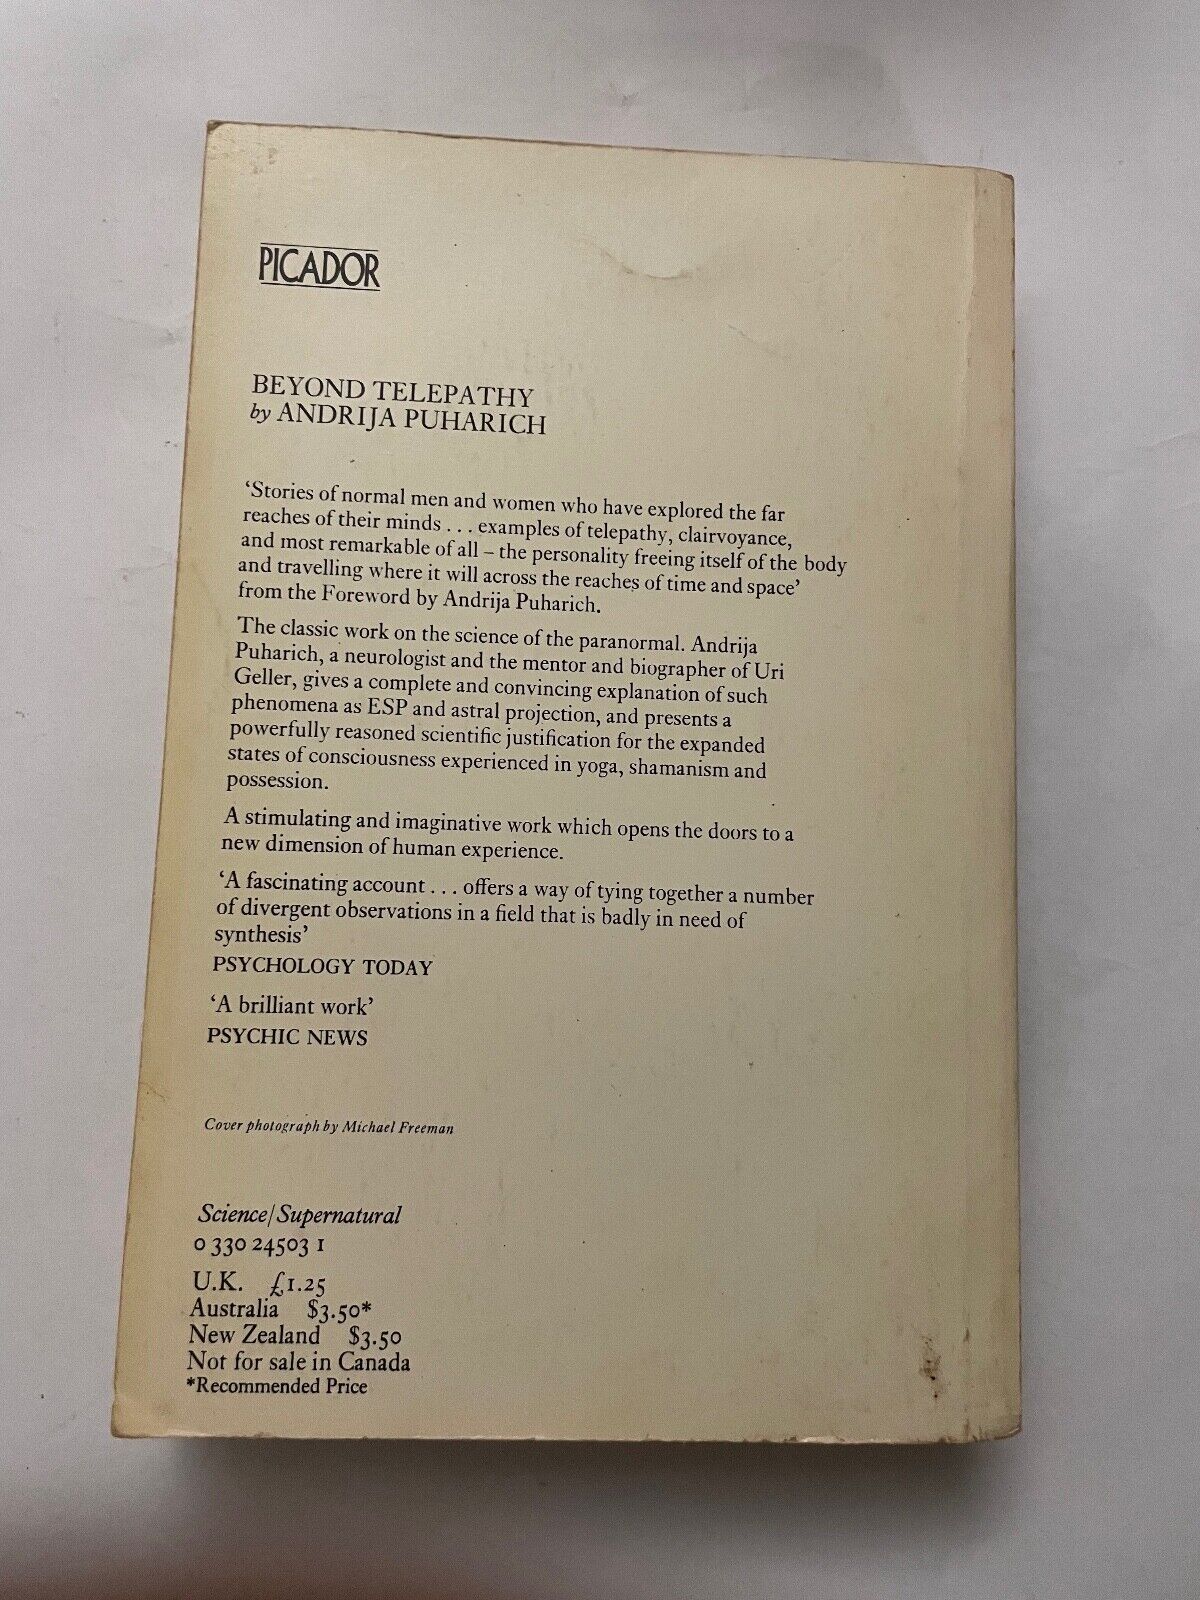 PICADOR
BEYOND TELEPATHY
by ANDRIJA PUHARICH
‘Stories of normal men and women who have explored the far
reaches of their minds . . . examples of telepathy, clairvoyance,
and most remarkable of all – the personality freeing itself of the body
and travelling where it will across the reaches of time and space’
from the Foreword by Andrija Puharich.
The classic work on the science of the paranormal. Andrija
Puharich, a neurologist and the mentor and biographer of Uri
Geller, gives a complete and convincing explanation of such
phenomena as ESP and astral projection, and presents a
powerfully reasoned scientific justification for the expanded
states of consciousness experienced in yoga, shamanism and
possession.
A stimulating and imaginative work which opens the doors to a
new dimension of human experience.
‘A fascinating account . . . offers a way of tying together a number
of divergent observations in a field that is badly in need of
synthesis’
PSYCHOLOGY TODAY
‘A brilliant work’
PSYCHIC NEWS
Cover photograph by Michael Freeman
Science/Supernatural
0 330 24503 1
U.K. £1.25
Australia $3.50*
New Zealand $3.50
Not for sale in Canada
*Recommended Price